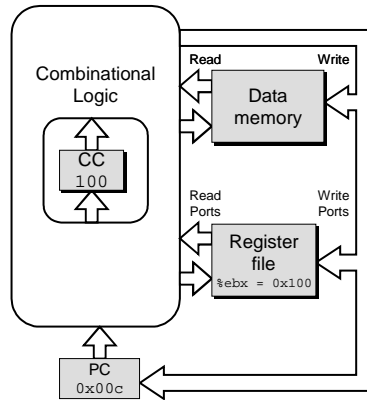 Combinational
Logic
CC
100
Read
Write
Data
memory
Read
Ports
Write
Ports
Register
file
%ebx = 0x100
PC
0x00c